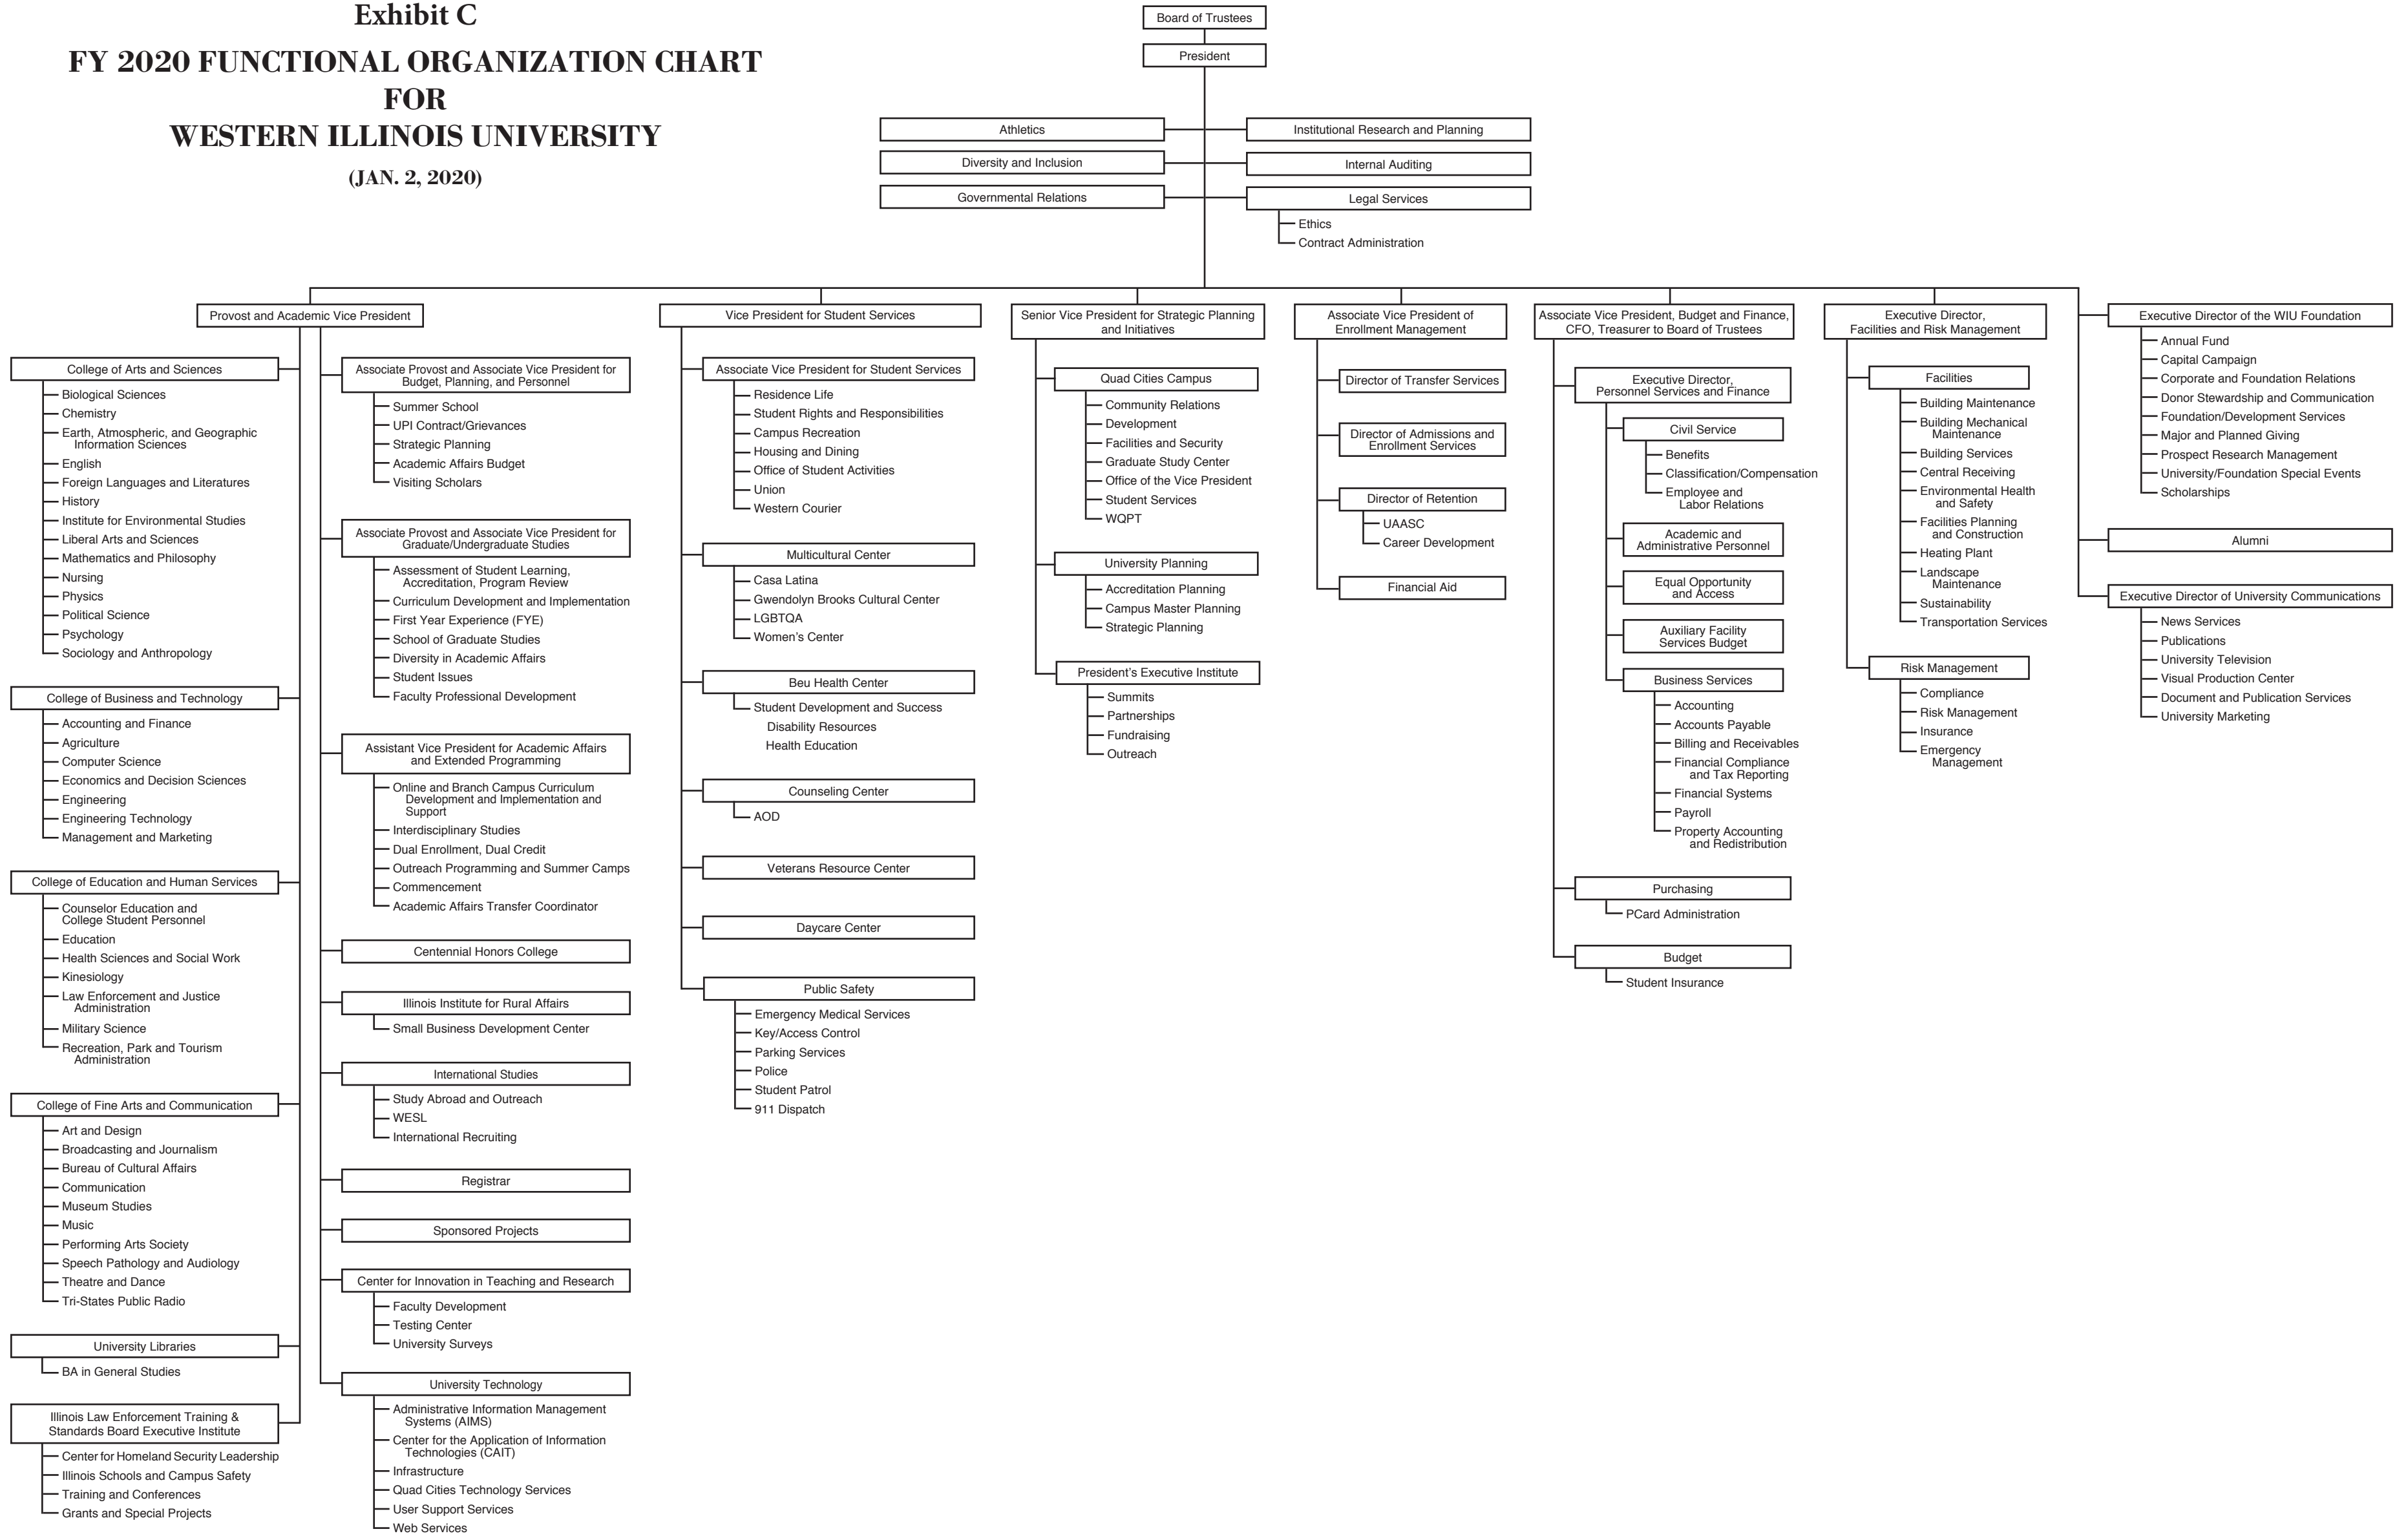 Exhibit C
FY 2020 FUNCTIONAL ORGANIZATION CHART
FOR
WESTERN ILLINOIS UNIVERSITY
(JAN. 2, 2020)
Board of Trustees
President
Athletics
Institutional Research and Planning
Diversity and Inclusion
Internal Auditing
Governmental Relations
Legal Services
Ethics
Contract Administration
Provost and Academic Vice President
College of Arts and Sciences
Biological Sciences
Chemistry
Earth, Atmospheric, and Geographic
Information Sciences
English
Foreign Languages and Literatures
History
Institute for Environmental Studies
Liberal Arts and Sciences
Mathematics and Philosophy
Nursing
Physics
Political Science
Psychology
Sociology and Anthropology
College of Business and Technology
Accounting and Finance
Agriculture
Computer Science
Economics and Decision Sciences
Engineering
Engineering Technology
Management and Marketing
College of Education and Human Services
Counselor Education and
College Student Personnel
Education
Health Sciences and Social Work
Kinesiology
Law Enforcement and Justice
Administration
Military Science
Recreation, Park and Tourism
Administration
College of Fine Arts and Communication
Art and Design
Broadcasting and Journalism
Bureau of Cultural Affairs
Communication
Museum Studies
Music
Performing Arts Society
Speech Pathology and Audiology
Theatre and Dance
Tri-States Public Radio
University Libraries
BA in General Studies
Illinois Law Enforcement Training &
Standards Board Executive Institute
Center for Homeland Security Leadership
Illinois Schools and Campus Safety
Training and Conferences
Grants and Special Projects
Associate Provost and Associate Vice President for
Budget, Planning, and Personnel
Summer School
UPI Contract/Grievances
Strategic Planning
Academic Affairs Budget
Visiting Scholars
Associate Provost and Associate Vice President for
Graduate/Undergraduate Studies
Assessment of Student Learning,
Accreditation, Program Review
Curriculum Development and Implementation
First Year Experience (FYE)
School of Graduate Studies
Diversity in Academic Affairs
Student Issues
Faculty Professional Development
Assistant Vice President for Academic Affairs
and Extended Programming
Online and Branch Campus Curriculum
Development and Implementation and
Support
Interdisciplinary Studies
Dual Enrollment, Dual Credit
Outreach Programming and Summer Camps
Commencement
Academic Affairs Transfer Coordinator
Centennial Honors College
Illinois Institute for Rural Affairs
Small Business Development Center
International Studies
Study Abroad and Outreach
WESL
International Recruiting
Registrar
Sponsored Projects
Center for Innovation in Teaching and Research
Faculty Development
Testing Center
University Surveys
University Technology
Administrative Information Management
Systems (AIMS)
Center for the Application of Information
Technologies (CAIT)
Infrastructure
Quad Cities Technology Services
User Support Services
Web Services
Vice President for Student Services
Associate Vice President for Student Services
Residence Life
Student Rights and Responsibilities
Campus Recreation
Housing and Dining
Office of Student Activities
Union
Western Courier
Multicultural Center
Casa Latina
Gwendolyn Brooks Cultural Center
LGBTQA
Women's Center
Beu Health Center
Student Development and Success
Disability Resources
Health Education
Counseling Center
AOD
Veterans Resource Center
Daycare Center
Public Safety
Emergency Medical Services
Key/Access Control
Parking Services
Police
Student Patrol
911 Dispatch
Senior Vice President for Strategic Planning
and Initiatives
Quad Cities Campus
Community Relations
Development
Facilities and Security
Graduate Study Center
Office of the Vice President
Student Services
WQPT
University Planning
Accreditation Planning
Campus Master Planning
Strategic Planning
President's Executive Institute
Summits
Partnerships
Fundraising
Outreach
Associate Vice President of
Enrollment Management
Director of Transfer Services
Director of Admissions and
Enrollment Services
Director of Retention
UAASC
Career Development
Financial Aid
Associate Vice President, Budget and Finance,
CFO, Treasurer to Board of Trustees
Executive Director,
Personnel Services and Finance
Civil Service
Benefits
Classification/Compensation
Employee and
Labor Relations
Academic and
Administrative Personnel
Equal Opportunity
and Access
Auxiliary Facility
Services Budget
Business Services
Accounting
Accounts Payable
Billing and Receivables
Financial Compliance
and Tax Reporting
Financial Systems
Payroll
Property Accounting
and Redistribution
Purchasing
PCard Administration
Budget
Student Insurance
Executive Director,
Facilities and Risk Management
Facilities
Building Maintenance
Building Mechanical
Maintenance
Building Services
Central Receiving
Environmental Health
and Safety
Facilities Planning
and Construction
Heating Plant
Landscape
Maintenance
Sustainability
Transportation Services
Risk Management
Compliance
Risk Management
Insurance
Emergency
Management
Executive Director of the WIU Foundation
Annual Fund
Capital Campaign
Corporate and Foundation Relations
Donor Stewardship and Communication
Foundation/Development Services
Major and Planned Giving
Prospect Research Management
University/Foundation Special Events
Scholarships
Alumni
Executive Director of University Communications
News Services
Publications
University Television
Visual Production Center
Document and Publication Services
University Marketing